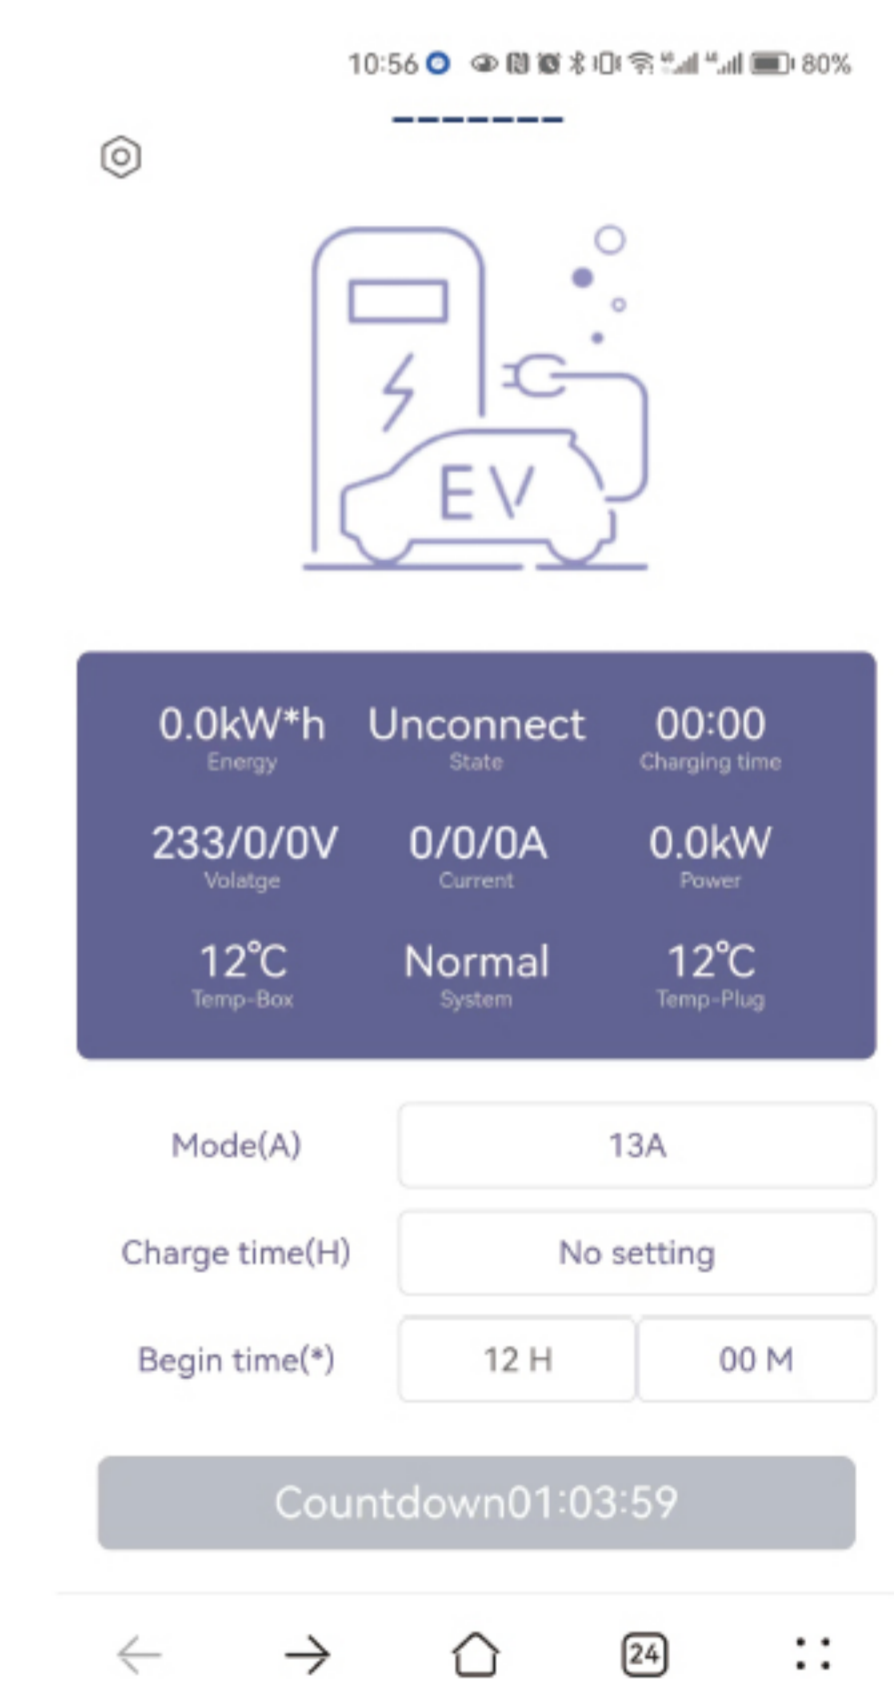 10:56 80%
EV
0.0kW*h Unconnect 00:00
Energy State Charging time
233/0/0V 0/0/0A 0.0kW
Volatge Current Power
12°C Normal 12°C
Temp-Box System Temp-Plug
Mode(A) 13A
Charge time(H) No setting
Begin time(*) 12 H 00 M
Countdown01:03:59
24